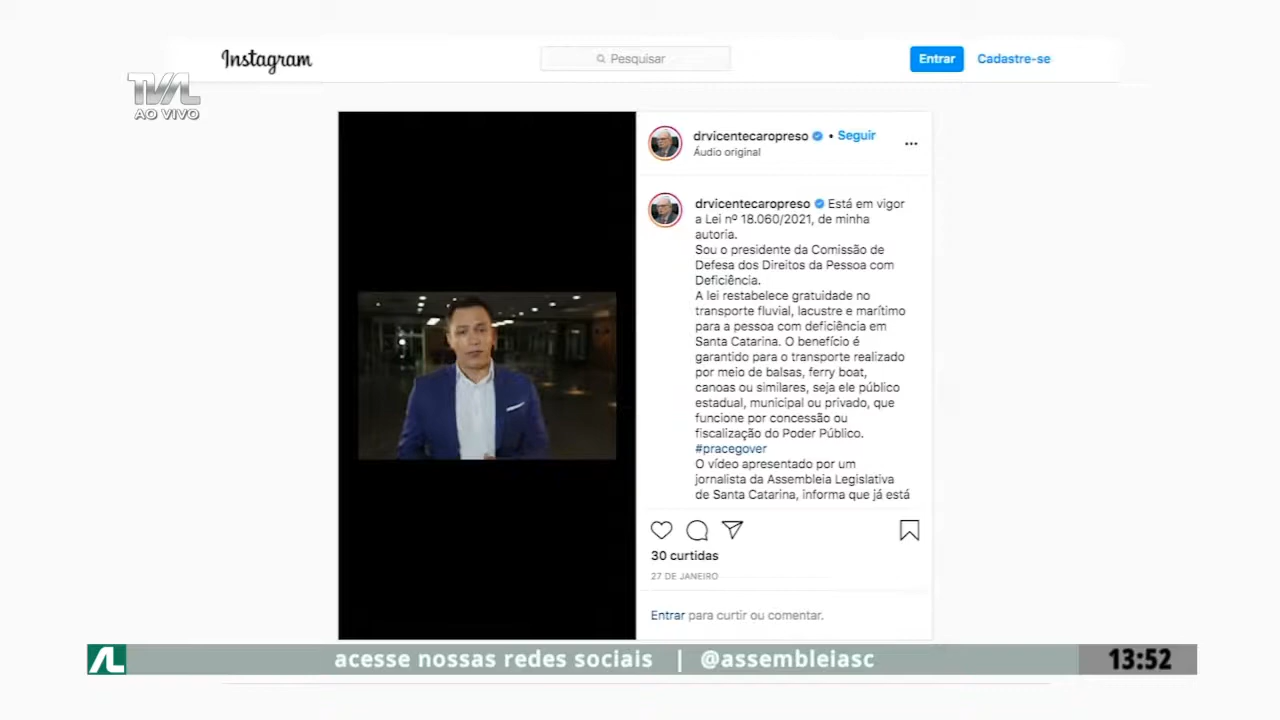 Instagram
Pesquisar
Entrar
Cadastre-se
TVAL
AO VIVO
drvicentecaropreso • Seguir
Áudio original
drvicentecaropreso Está em vigor
a Lei nº 18.060/2021, de minha
autoria.
Sou o presidente da Comissão de
Defesa dos Direitos da Pessoa com
Deficiência.
A lei restabelece gratuidade no
transporte fluvial, lacustre e marítimo
para a pessoa com deficiência em
Santa Catarina. O benefício é
garantido para o transporte realizado
por meio de balsas, ferry boat,
canoas ou similares, seja ele público
estadual, municipal ou privado, que
funcione por concessão ou
fiscalização do Poder Público.
#pracegover
O vídeo apresentado por um
jornalista da Assembleia Legislativa
de Santa Catarina, informa que já está
30 curtidas
27 DE JANEIRO
Entrar para curtir ou comentar.
AL acesse nossas redes sociais | @assembleiasc 13:52